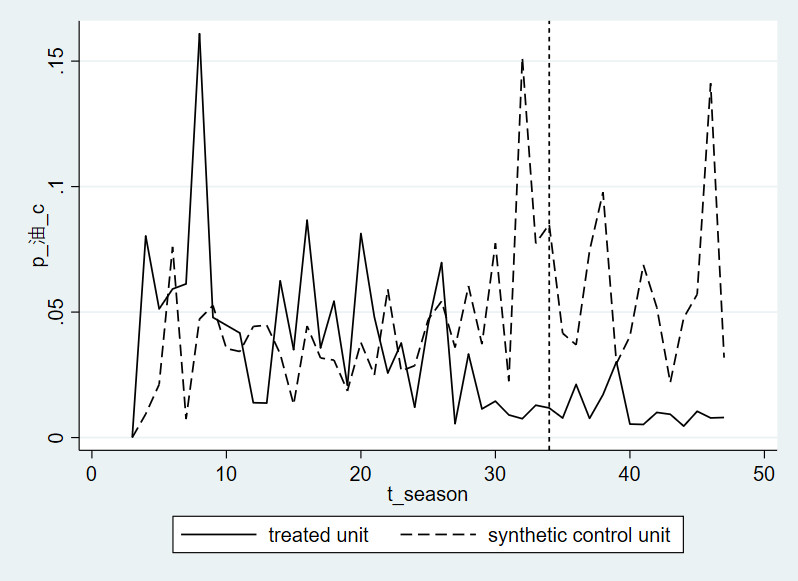 p_油_c
.15
.1
.05
0
0 10 20 30 40 50
t_season
treated unit synthetic control unit